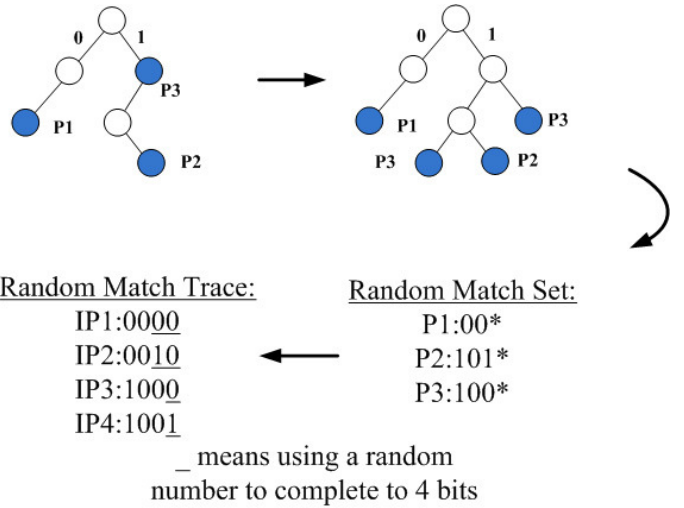 0 1
P3
P1
P2
0 1
P1
P3
P3
P2
Random Match Trace:
IP1:0000
IP2:0010
IP3:1000
IP4:1001
Random Match Set:
P1:00*
P2:101*
P3:100*
_ means using a random
number to complete to 4 bits